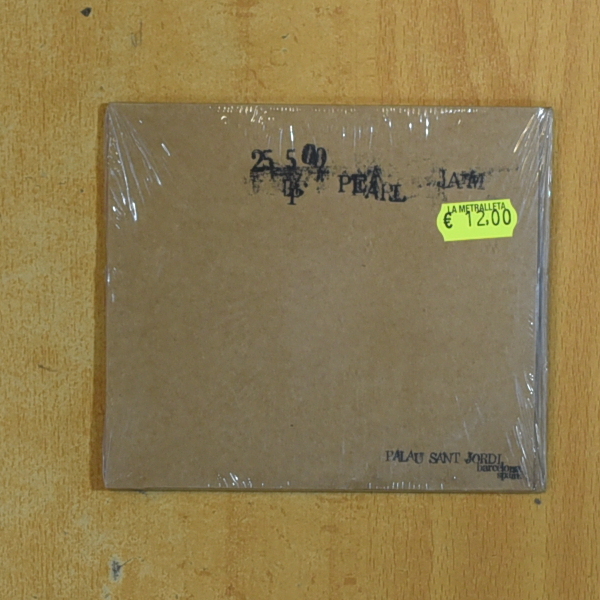 25 5 00
PEARL JAM
LA METRALLETA
€ 12,00
PALAU SANT JORDI,
barcelona
spain